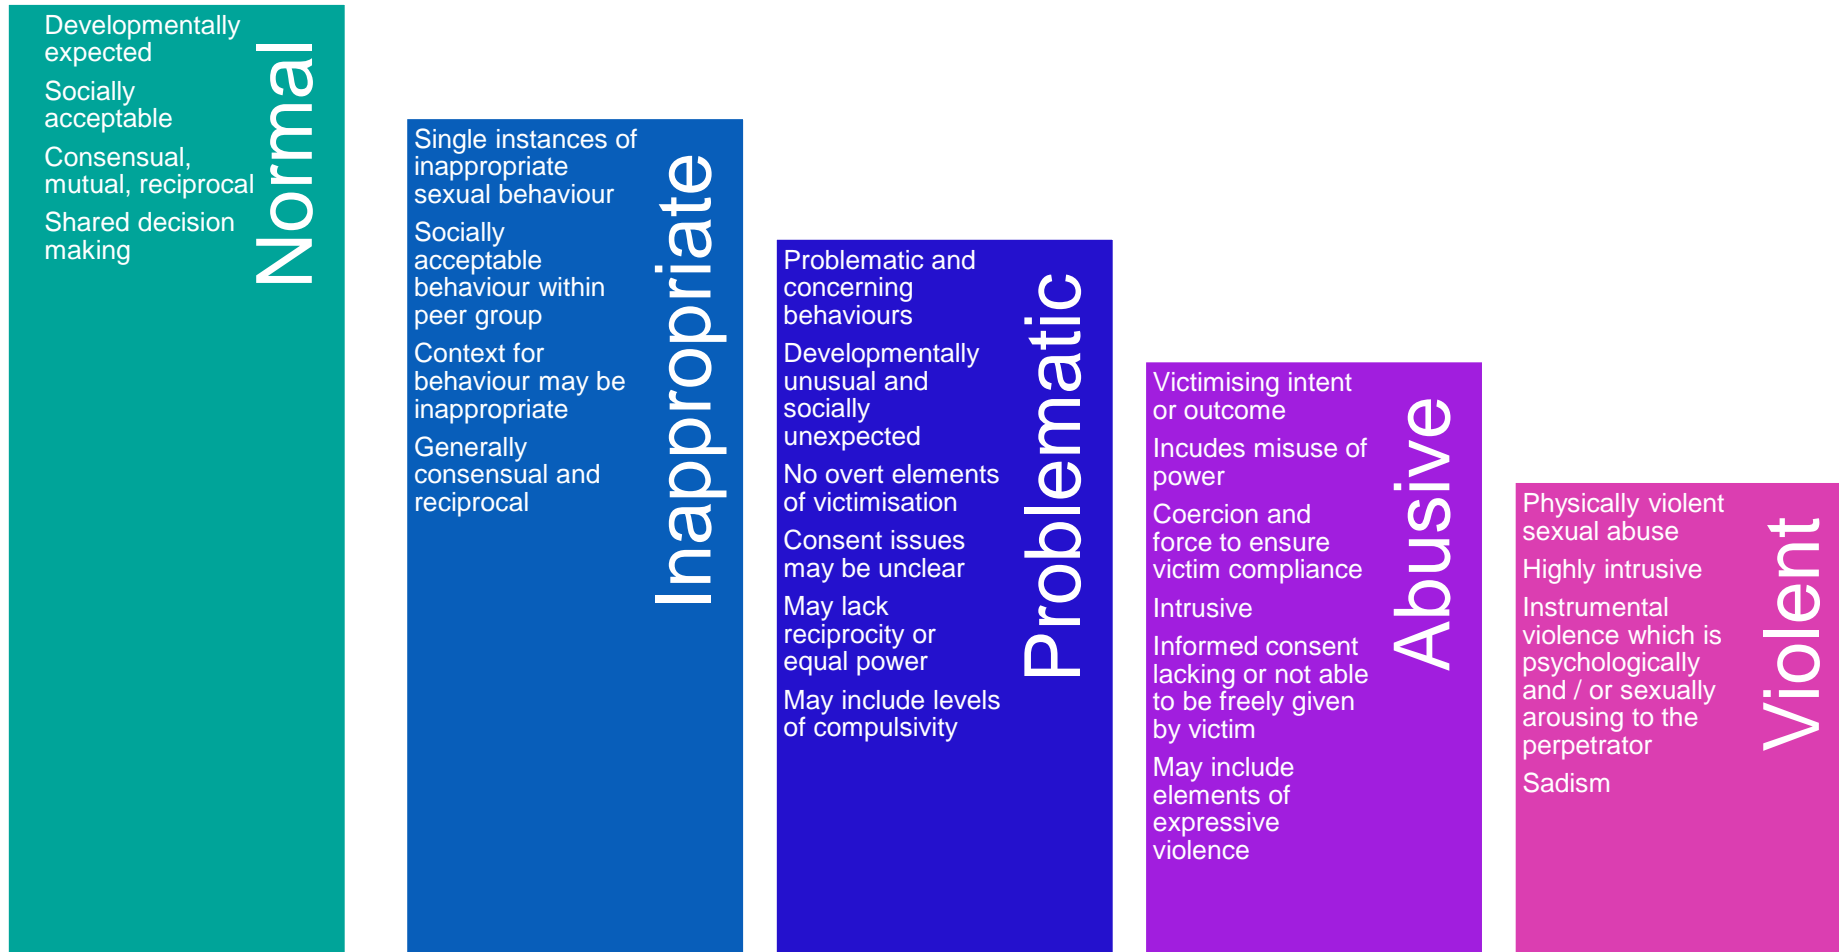 Developmentally
expected
Socially
acceptable
Consensual,
mutual, reciprocal
Shared decision
making
Normal
Single instances of
inappropriate
sexual behaviour
Socially
acceptable
behaviour within
peer group
Context for
behaviour may be
inappropriate
Generally
consensual and
reciprocal
Inappropriate
Problematic and
concerning
behaviours
Developmentally
unusual and
socially
unexpected
No overt elements
of victimisation
Consent issues
may be unclear
May lack
reciprocity or
equal power
May include levels
of compulsivity
Problematic
Victimising intent
or outcome
Incudes misuse of
power
Coercion and
force to ensure
victim compliance
Intrusive
Informed consent
lacking or not able
to be freely given
by victim
May include
elements of
expressive
violence
Abusive
Physically violent
sexual abuse
Highly intrusive
Instrumental
violence which is
psychologically
and / or sexually
arousing to the
perpetrator
Sadism
Violent